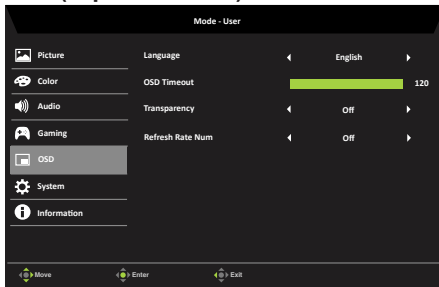 Mode - User
Picture
Language
English
Color
OSD Timeout
120
Audio
Transparency
Off
Gaming
Refresh Rate Num
Off
OSD
System
Information
Move
Enter
Exit